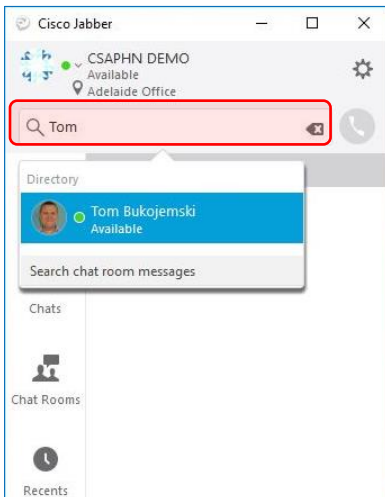 Cisco Jabber
CSAPHN DEMO
Available
Adelaide Office
Tom
Directory
Tom Bukojemski
Available
Search chat room messages
Chats
Chat Rooms
Recents